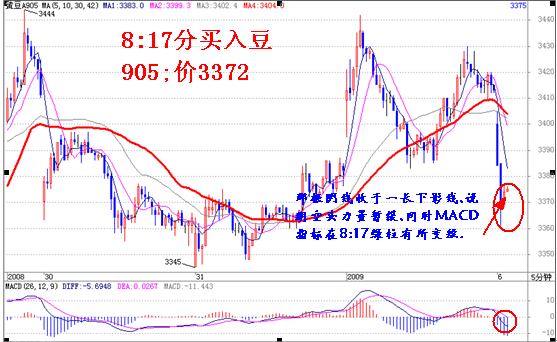 黄豆A905 MA(5,10,30,42) MA1:3383.0 MA2:3399.3 MA3:3402.4 MA4:3404.0 3375
3444
8:17分买入豆
905;价3372
3440
3430
3420
3410
3400
3390
3380
3370
3360
3350
那根阴线收于一长下影线,说
明空头力量暂缓,同时MACD
指标在8:17绿柱有所变缓.
3345
2008 30 31 2009 6 5分钟
MACD(26,12,9) DIFF:-5.6948 DEA:0.0267 MACD:-11.443
10
0
-10